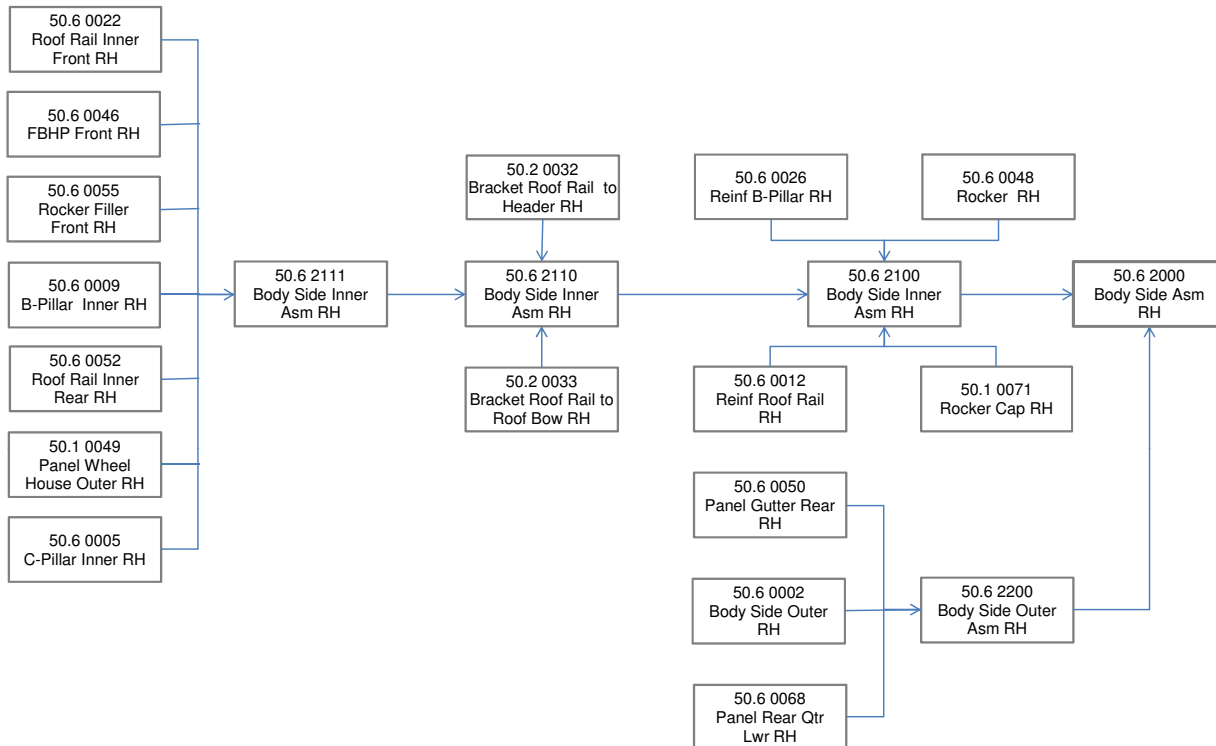 50.6 0022
Roof Rail Inner
Front RH
50.6 0046
FBHP Front RH
50.6 0055
Rocker Filler
Front RH
50.6 0009
B-Pillar  Inner RH
50.6 0052
Roof Rail Inner
Rear RH
50.1 0049
Panel Wheel
House Outer RH
50.6 0005
C-Pillar Inner RH
50.6 2111
Body Side Inner
Asm RH
50.2 0032
Bracket Roof Rail  to
Header RH
50.6 2110
Body Side Inner
Asm RH
50.2 0033
Bracket Roof Rail to
Roof Bow RH
50.6 0026
Reinf B-Pillar RH
50.6 0048
Rocker  RH
50.6 2100
Body Side Inner
Asm RH
50.6 0012
Reinf Roof Rail
RH
50.1 0071
Rocker Cap RH
50.6 2000
Body Side Asm
RH
50.6 0050
Panel Gutter Rear
RH
50.6 0002
Body Side Outer
RH
50.6 0068
Panel Rear Qtr
Lwr RH
50.6 2200
Body Side Outer
Asm RH